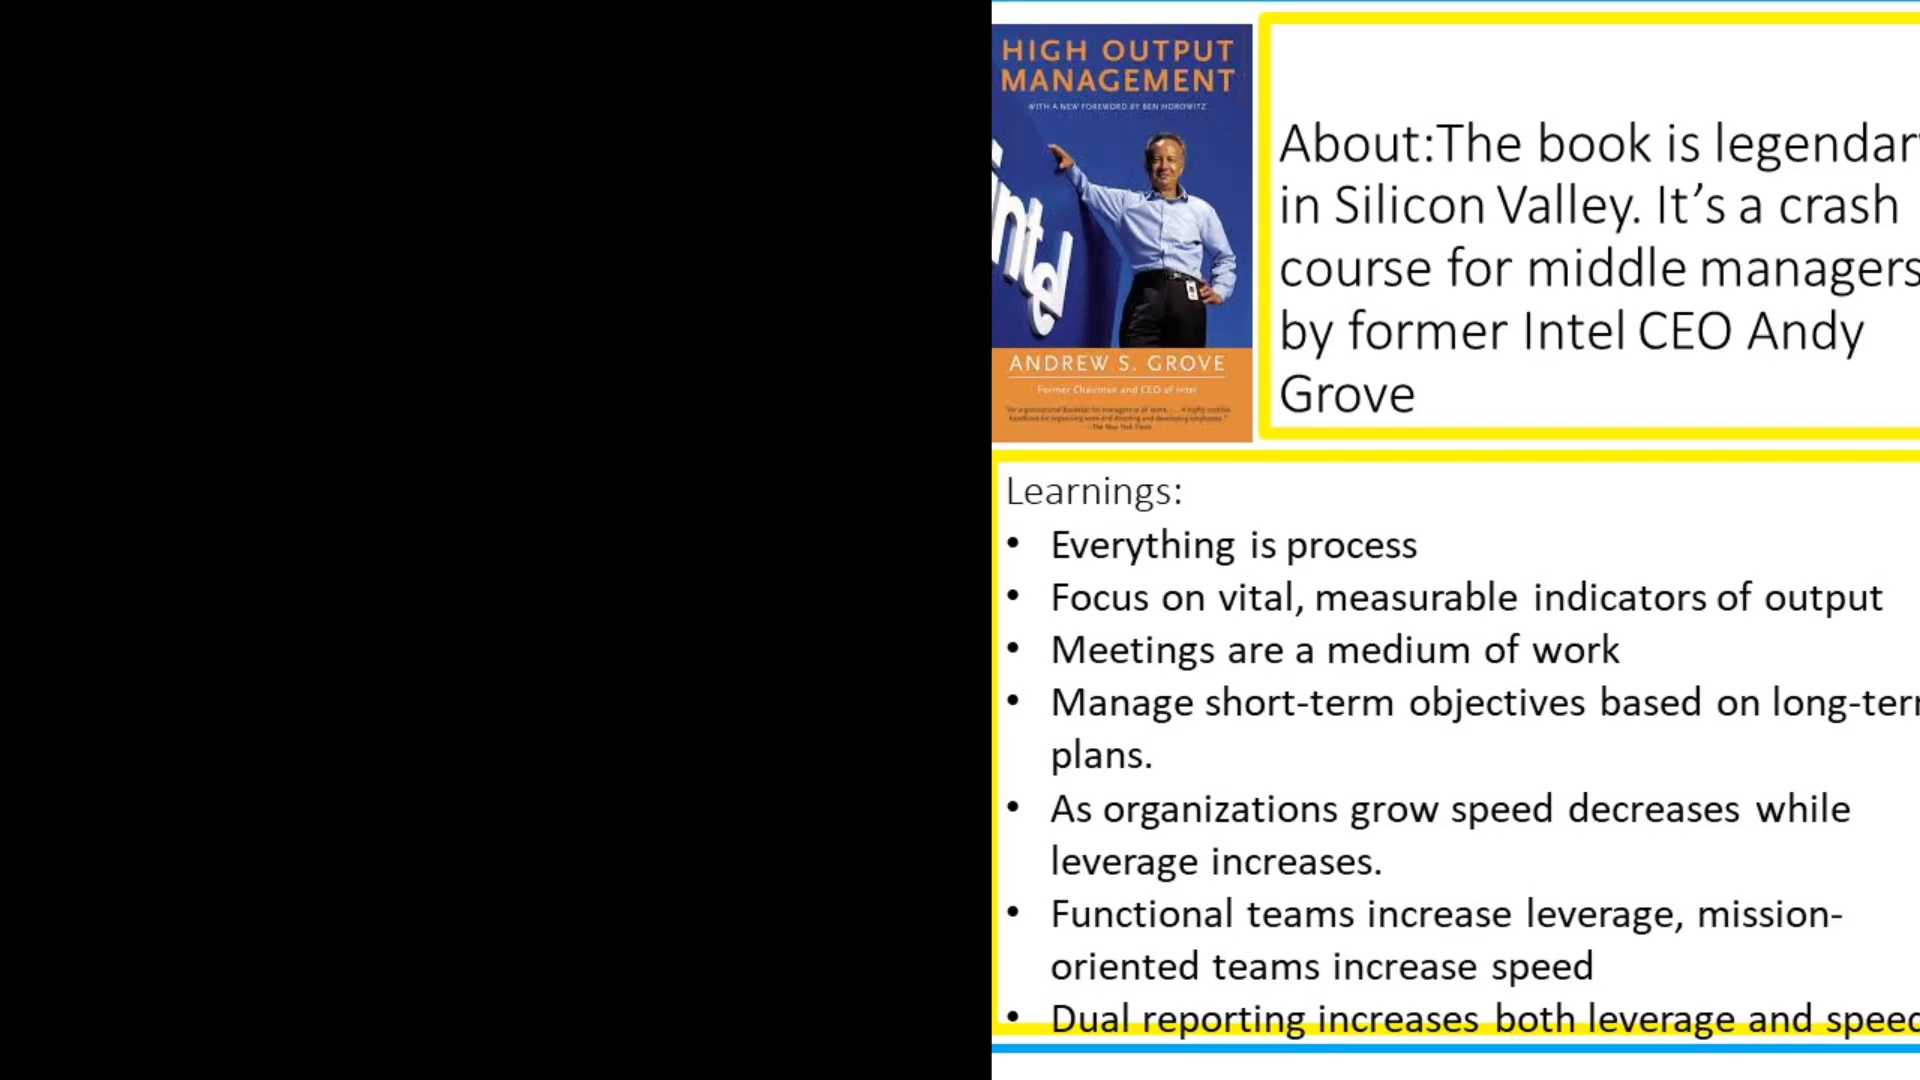 HIGH OUTPUT
MANAGEMENT
WITH A NEW FOREWORD BY BEN HOROWITZ
intel
ANDREW S. GROVE
Former Chairman and CEO of Intel
—The New York Times
About:The book is legendar
in Silicon Valley. It’s a crash
course for middle managers
by former Intel CEO Andy
Grove
Learnings:
• Everything is process
• Focus on vital, measurable indicators of output
• Meetings are a medium of work
• Manage short-term objectives based on long-ter
plans.
• As organizations grow speed decreases while
leverage increases.
• Functional teams increase leverage, mission-
oriented teams increase speed
• Dual reporting increases both leverage and speed